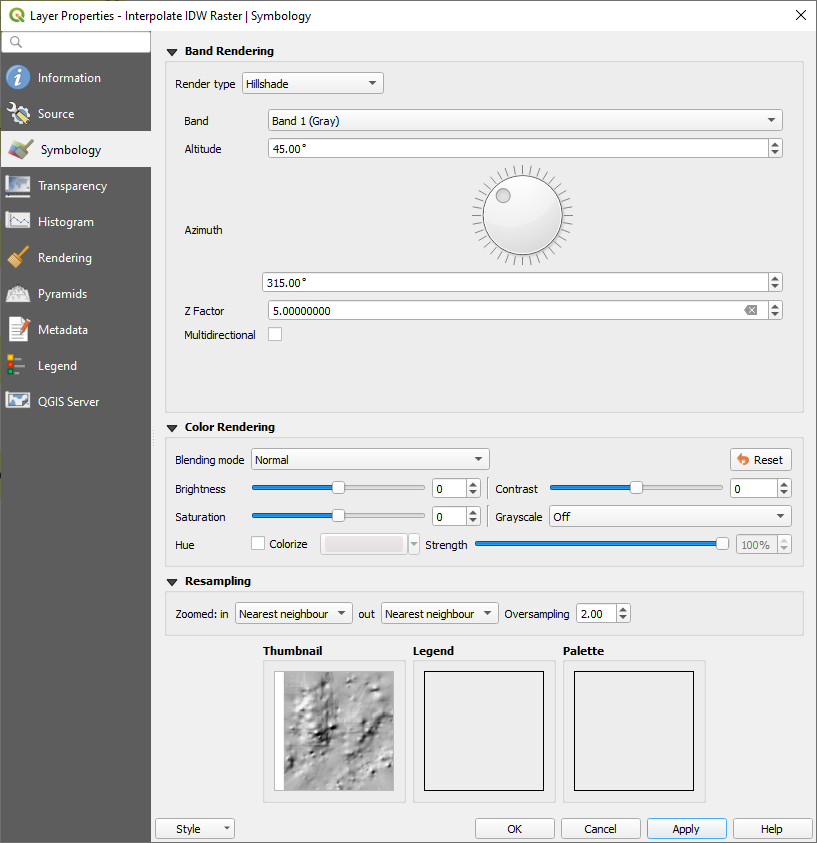 Layer Properties - Interpolate IDW Raster | Symbology
Information
Source
Symbology
Transparency
Histogram
Rendering
Pyramids
Metadata
Legend
QGIS Server
Band Rendering
Render type Hillshade
Band Band 1 (Gray)
Altitude 45.00°
Azimuth
315.00°
Z Factor 5.00000000
Multidirectional
Color Rendering
Blending mode Normal Reset
Brightness 0 Contrast 0
Saturation 0 Grayscale Off
Hue Colorize Strength 100%
Resampling
Zoomed: in Nearest neighbour out Nearest neighbour Oversampling 2.00
Thumbnail Legend Palette
Style OK Cancel Apply Help